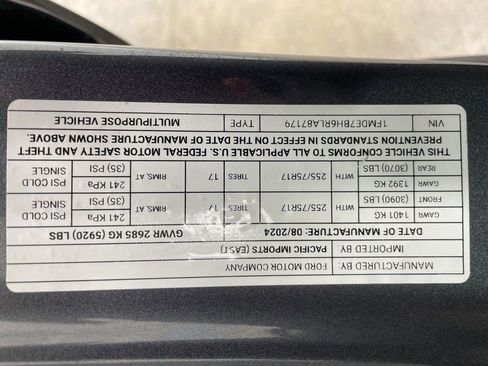 MANUFACTURED BY: FORD MOTOR COMPANY
IMPORTED BY: PACIFIC IMPORTS (EAST)
DATE OF MANUFACTURE: 08/2024 GVWR 2685 KG (5920) LBS
FRONT GAWR 1401 KG (3090) LBS WITH 255/75R17 TIRES 17 RIMS, AT 241 KPa (35) PSI COLD SINGLE
REAR GAWR 1392 KG (3070) LBS WITH 255/75R17 TIRES 17 RIMS, AT 241 KPa (35) PSI COLD SINGLE
THIS VEHICLE CONFORMS TO ALL APPLICABLE U.S. FEDERAL MOTOR SAFETY AND THEFT
PREVENTION STANDARDS IN EFFECT ON THE DATE OF MANUFACTURE SHOWN ABOVE.
VIN 1FMDE7BH6RLA87179 TYPE MULTIPURPOSE VEHICLE